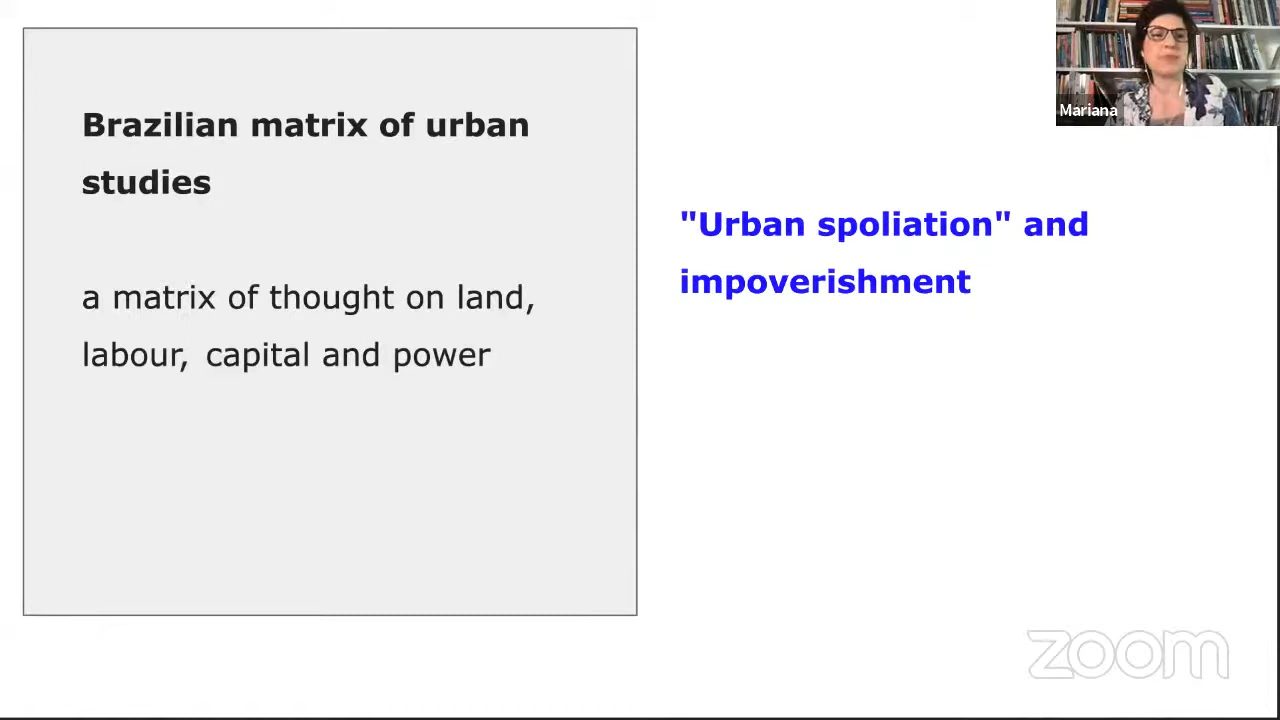 Brazilian matrix of urban
studies
a matrix of thought on land,
labour, capital and power
"Urban spoliation" and
impoverishment
Mariana
zoom